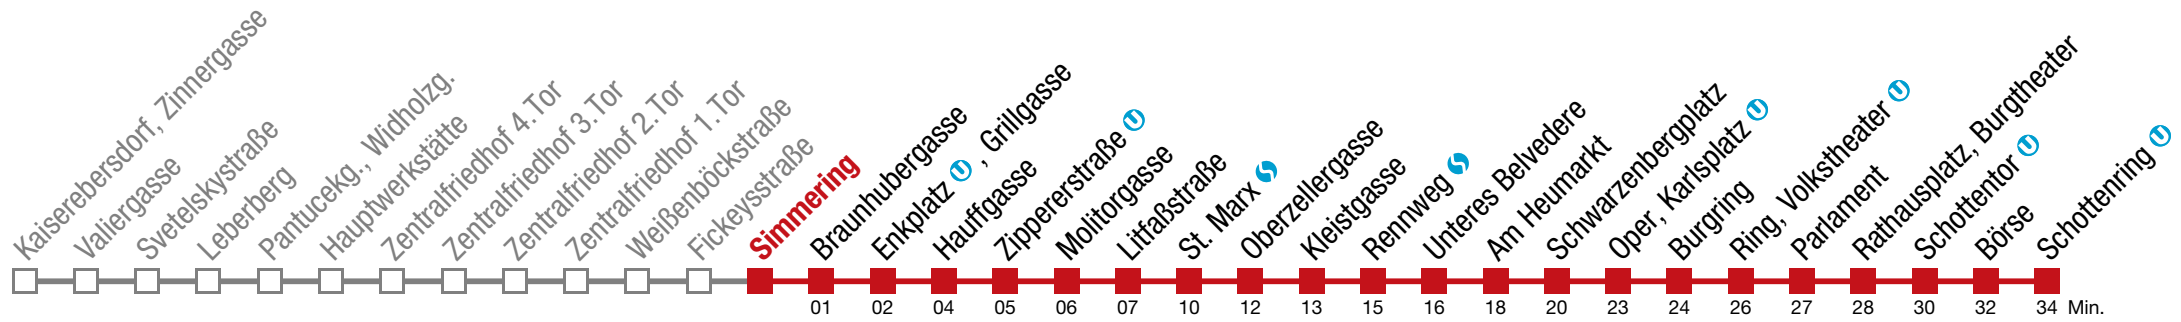 Kaiserebersdorf, Zinnergasse
Valiergasse
Svetelskystraße
Leberberg
Pantucekg., Widholzg.
Hauptwerkstätte
Zentralfriedhof 4.Tor
Zentralfriedhof 3.Tor
Zentralfriedhof 2.Tor
Zentralfriedhof 1.Tor
Weißenböckstraße
Fickeysstraße
Simmering
Braunhubergasse
Enkplatz U , Grillgasse
Hauffgasse
Zippererstraße U
Molitorgasse
Litfaßstraße
St. Marx S
Oberzellergasse
Kleistgasse
Rennweg S
Unteres Belvedere
Am Heumarkt
Schwarzenbergplatz
Oper, Karlsplatz U
Burgring
Ring, Volkstheater U
Parlament
Rathausplatz, Burgtheater
Schottentor U
Börse
Schottenring U
01 02 04 05 06 07 10 12 13 15 16 18 20 23 24 26 27 28 30 32 34 Min.